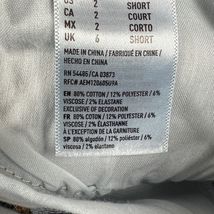 US 2 SHORT
CA 2 COURT
MX 2 CORTO
UK 6 SHORT
MADE IN CHINA / FABRIQUÉ EN CHINE /
HECHO EN CHINA
RN 54485/CA 03873
RFC# AEM120605U9A
EN 80% COTTON / 12% POLYESTER / 6%
VISCOSE / 2% ELASTANE
EXCLUSIVE OF DECORATION
FR 80% COTON / 12% POLYESTER / 6%
VISCOSE / 2% ÉLASTHANNE
À L'EXCEPTION DE LA GARNITURE
SP 80% algodón / 12% poliéster / 6%
viscosa / 2% elastano